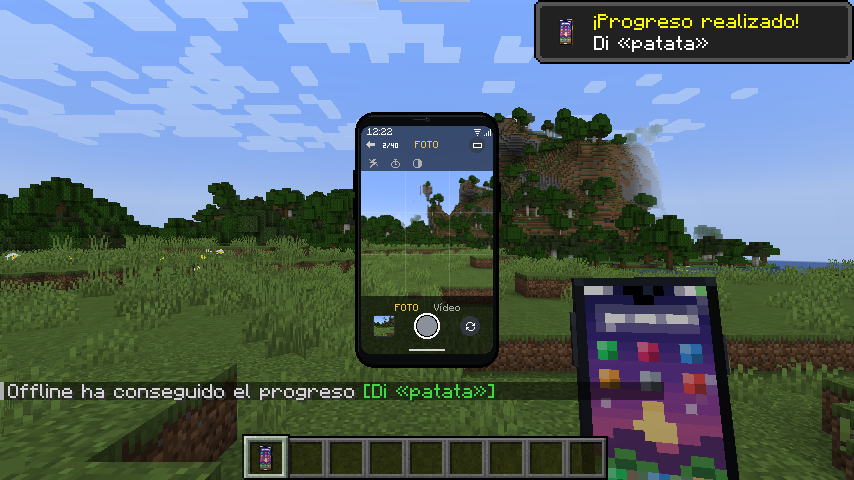 ¡Progreso realizado!
Di «patata»
12:22
2/40 FOTO
FOTO Vídeo
Offline ha conseguido el progreso [Di «patata»]